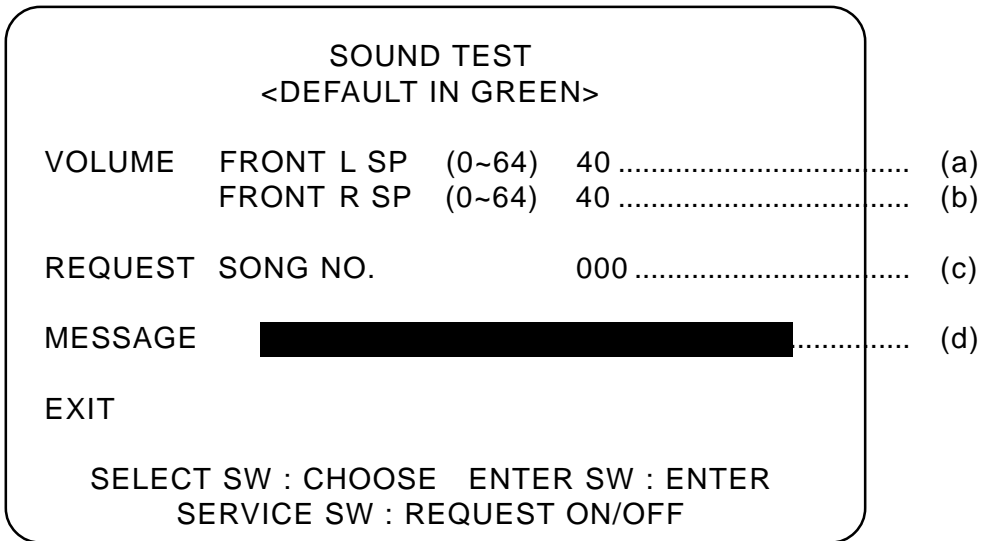 SOUND TEST
<DEFAULT IN GREEN>
VOLUME FRONT L SP (0~64) 40 .................................... (a)
FRONT R SP (0~64) 40 .................................... (b)
REQUEST SONG NO. 000 .................................. (c)
MESSAGE ............... (d)
EXIT
SELECT SW : CHOOSE ENTER SW : ENTER
SERVICE SW : REQUEST ON/OFF